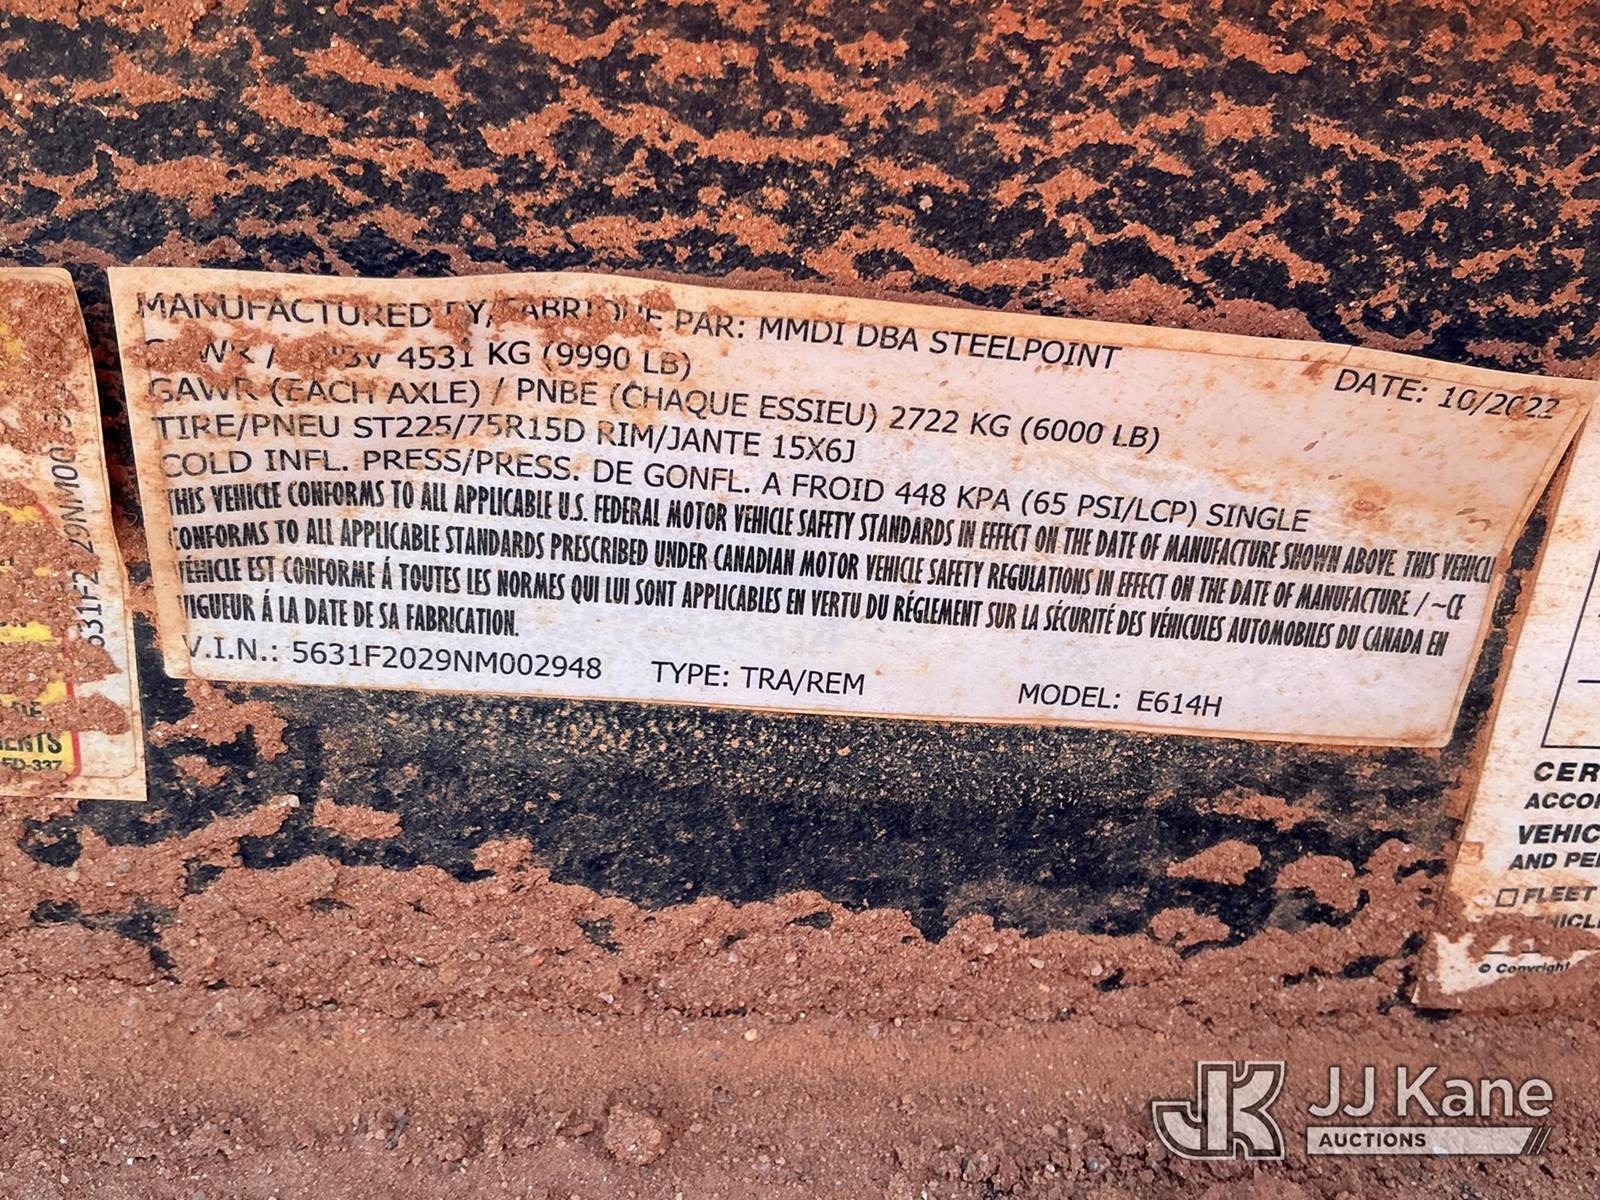 MANUFACTURED BY/FABRIQUE PAR: MMDI DBA STEELPOINT
DATE: 10/2022
4531 KG (9990 LB)
GAWR (EACH AXLE) / PNBE (CHAQUE ESSIEU) 2722 KG (6000 LB)
TIRE/PNEU ST225/75R15D RIM/JANTE 15X6J
COLD INFL. PRESS/PRESS. DE GONFL. A FROID 448 KPA (65 PSI/LCP) SINGLE
THIS VEHICLE CONFORMS TO ALL APPLICABLE U.S. FEDERAL MOTOR VEHICLE SAFETY STANDARDS IN EFFECT ON THE DATE OF MANUFACTURE SHOWN ABOVE. THIS VEHICLE
CONFORMS TO ALL APPLICABLE STANDARDS PRESCRIBED UNDER CANADIAN MOTOR VEHICLE SAFETY REGULATIONS IN EFFECT ON THE DATE OF MANUFACTURE. / ~CE
VÉHICLE EST CONFORME Á TOUTES LES NORMES QUI LUI SONT APPLICABLES EN VERTU DU RÉGLEMENT SUR LA SÉCURITÉ DES VÉHICULES AUTOMOBILES DU CANADA EN
VIGUEUR Á LA DATE DE SA FABRICATION.
V.I.N.: 5631F2029NM002948 TYPE: TRA/REM MODEL: E614H
ED-337
CER
ACCO
VEHIC
AND PE
FLEET
© Copyright
JK JJ Kane
AUCTIONS